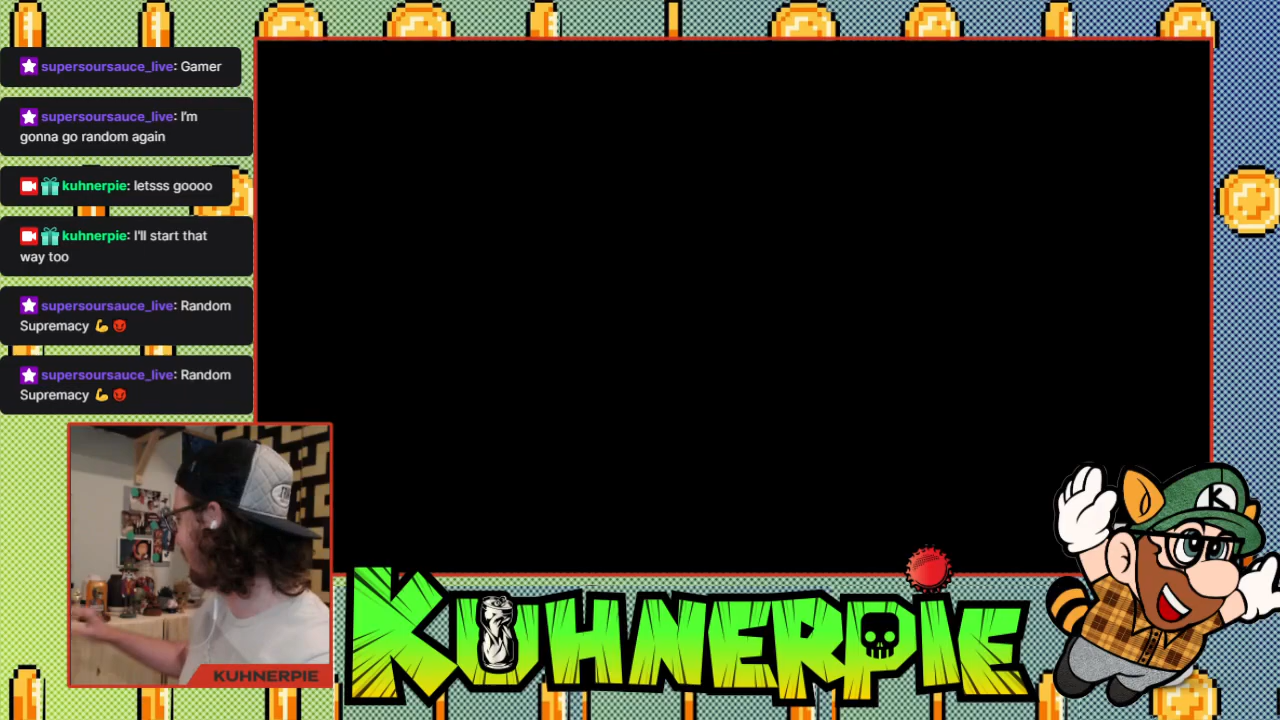 supersoursauce_live: Gamer
supersoursauce_live: I'm
gonna go random again
kuhnerpie: letsss goooo
kuhnerpie: I'll start that
way too
supersoursauce_live: Random
Supremacy 💪 😈
supersoursauce_live: Random
Supremacy 💪 😈
KUHNERPIE
KUHNERPIE
K